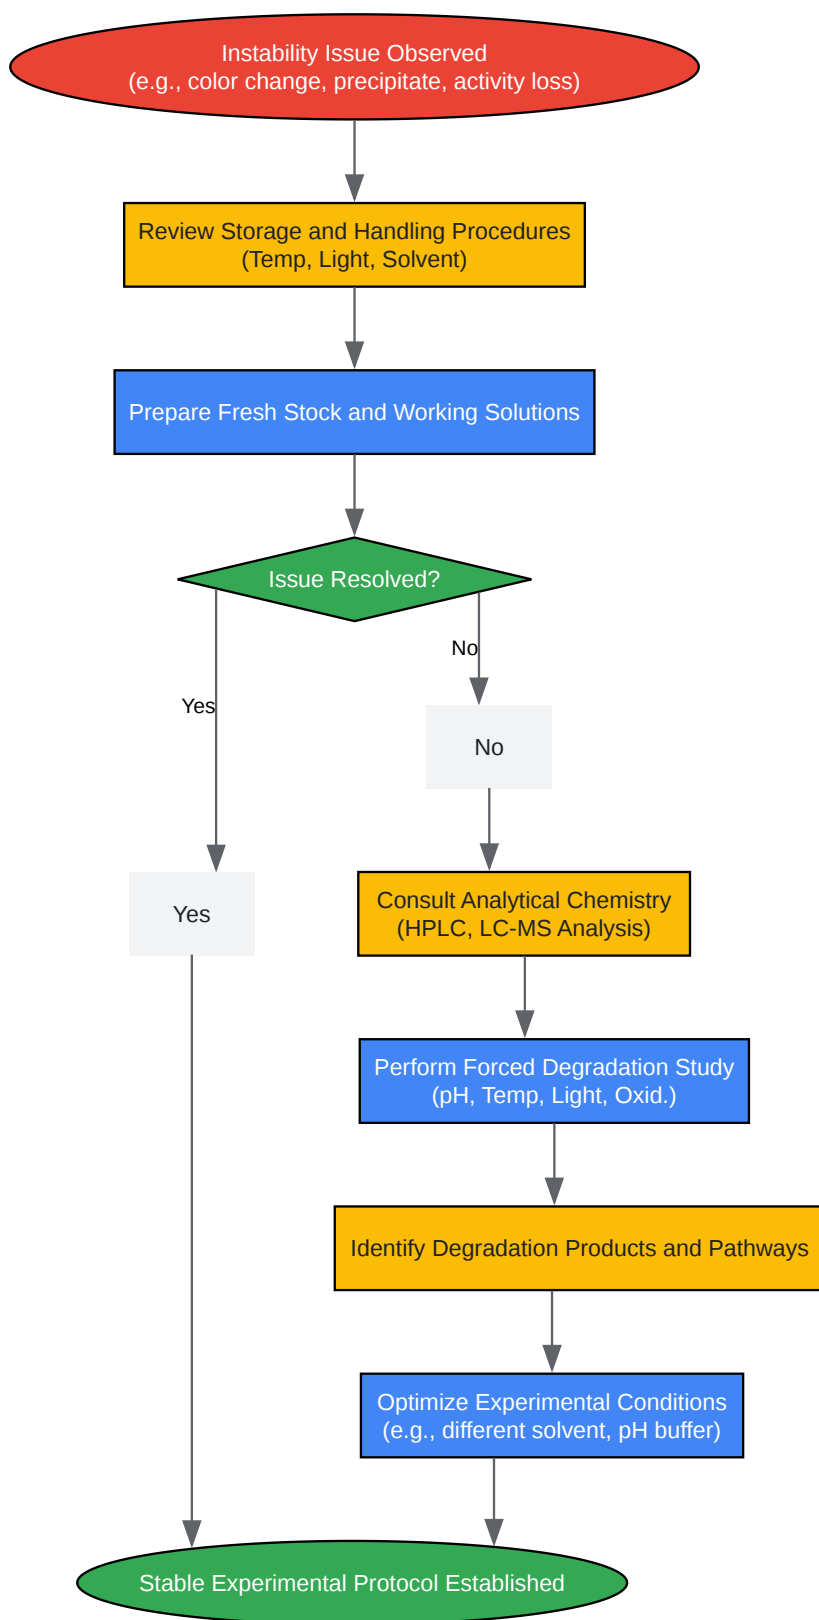 Instability Issue Observed
(e.g., color change, precipitate, activity loss)
Review Storage and Handling Procedures
(Temp, Light, Solvent)
Prepare Fresh Stock and Working Solutions
Issue Resolved?
No
Yes
No
Consult Analytical Chemistry
(HPLC, LC-MS Analysis)
Yes
Perform Forced Degradation Study
(pH, Temp, Light, Oxid.)
Identify Degradation Products and Pathways
Optimize Experimental Conditions
(e.g., different solvent, pH buffer)
Stable Experimental Protocol Established